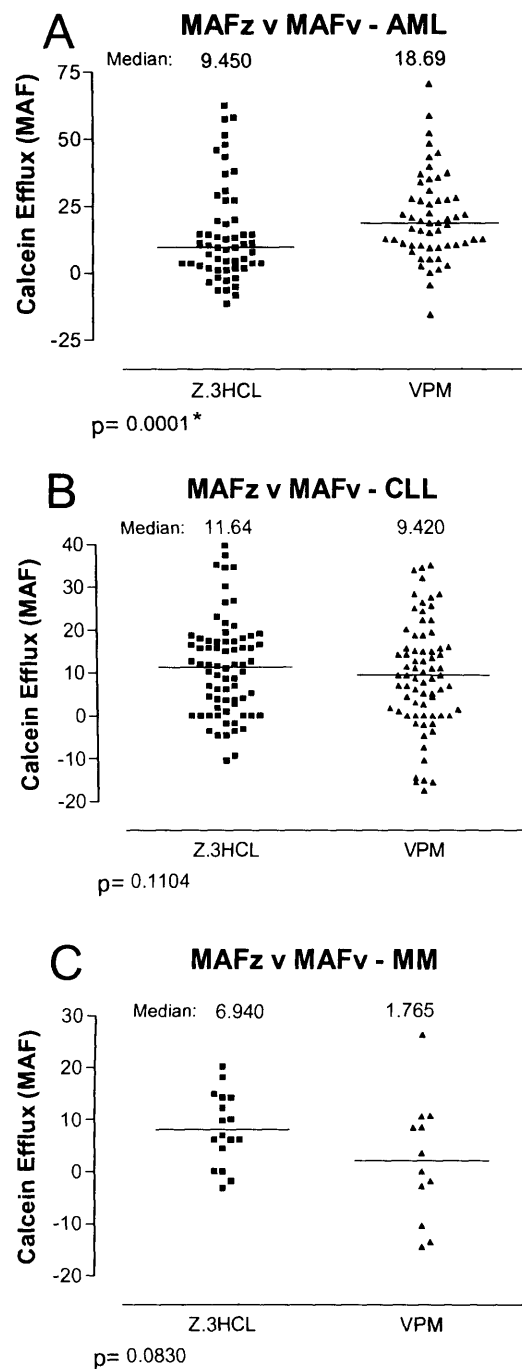 A
MAFz v MAFv - AML
Median: 9.450 18.69
Calcein Efflux (MAF)
75
50
25
0
-25
Z.3HCL VPM
p= 0.0001 *
B
MAFz v MAFv - CLL
Median: 11.64 9.420
Calcein Efflux (MAF)
40
30
20
10
0
-10
-20
Z.3HCL VPM
p= 0.1104
C
MAFz v MAFv - MM
Median: 6.940 1.765
Calcein Efflux (MAF)
30
20
10
0
-10
-20
Z.3HCL VPM
p= 0.0830